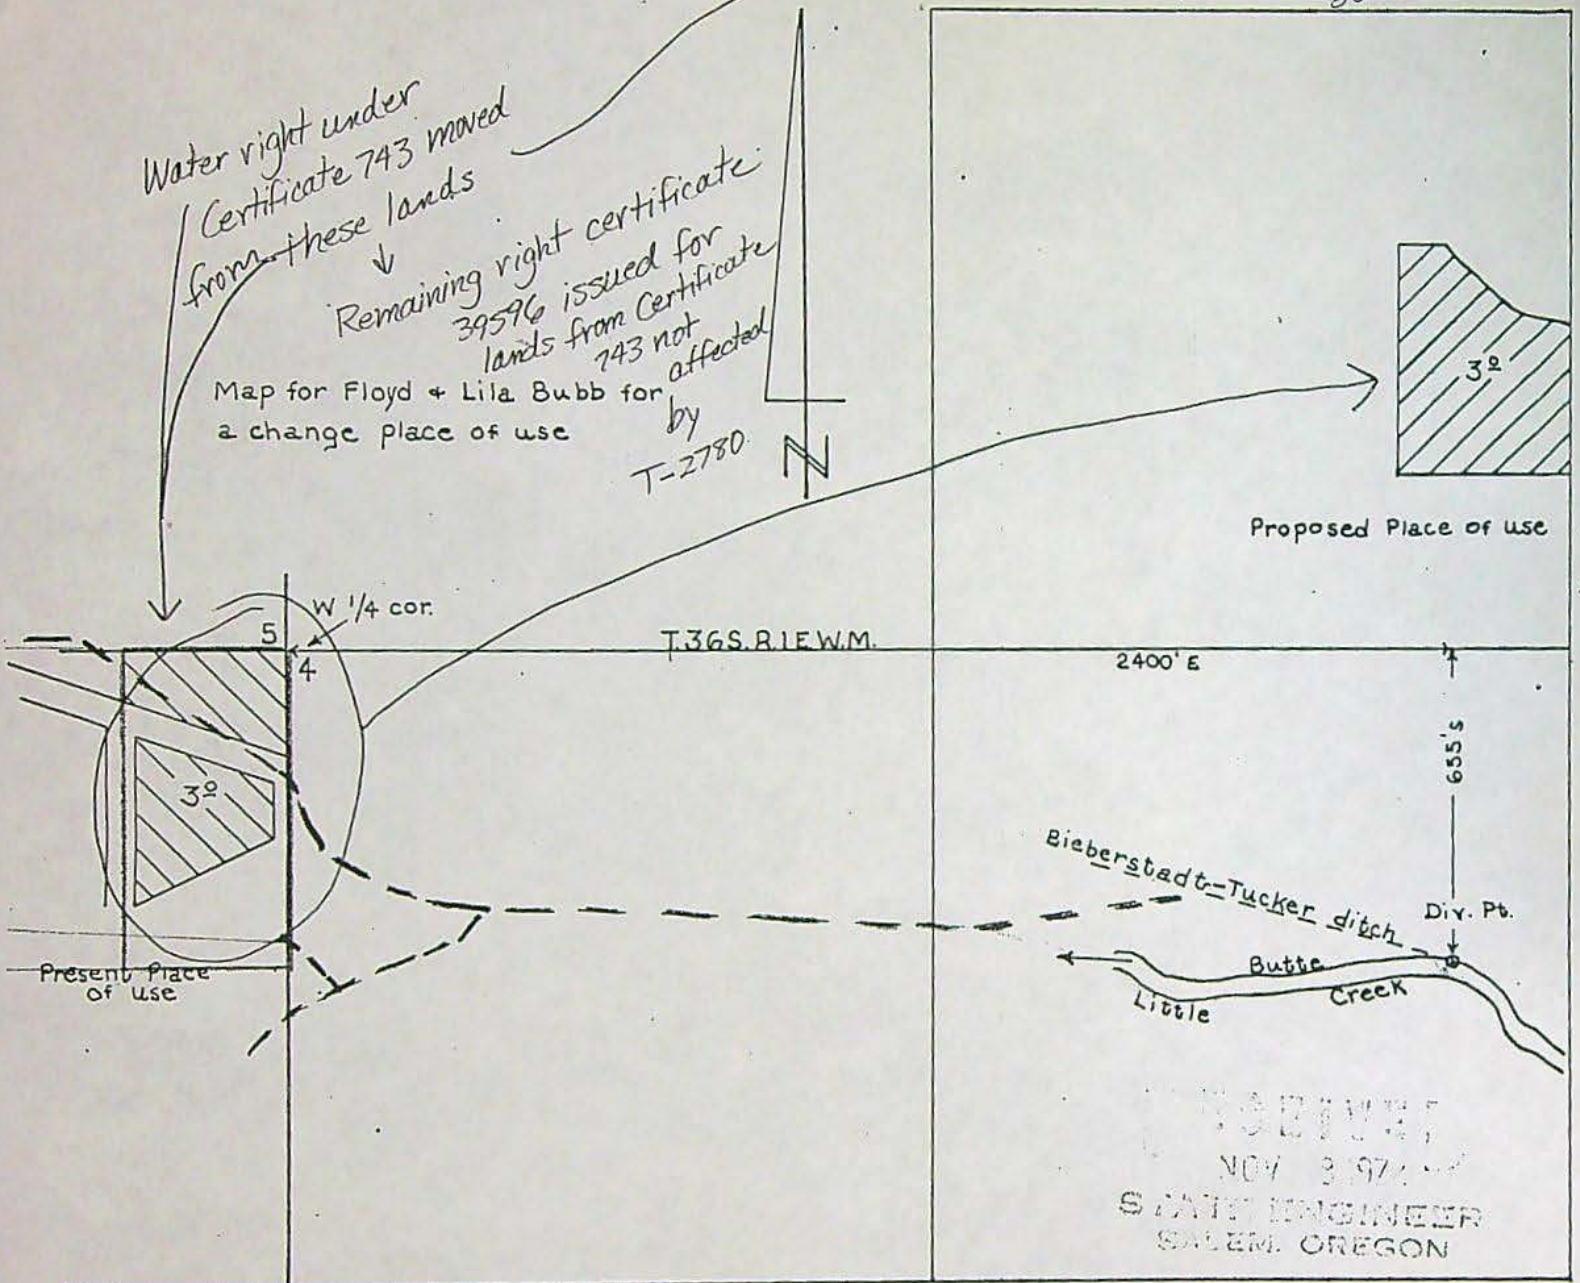 Water right under
Certificate 743 moved
from these lands
Remaining right certificate
39596 issued for
lands from Certificate
743 not
affected
by
T-2780
Map for Floyd & Lila Bubb for
a change place of use
N
3º
Proposed Place of use
W 1/4 cor.
5
4
T.36S.R.1E.W.M.
2400' E
655's
3º
Bieberstadt-Tucker ditch
Div. Pt.
Butte
Creek
Little
Present Place
of use
NOV
STATE ENGINEER
SALEM. OREGON